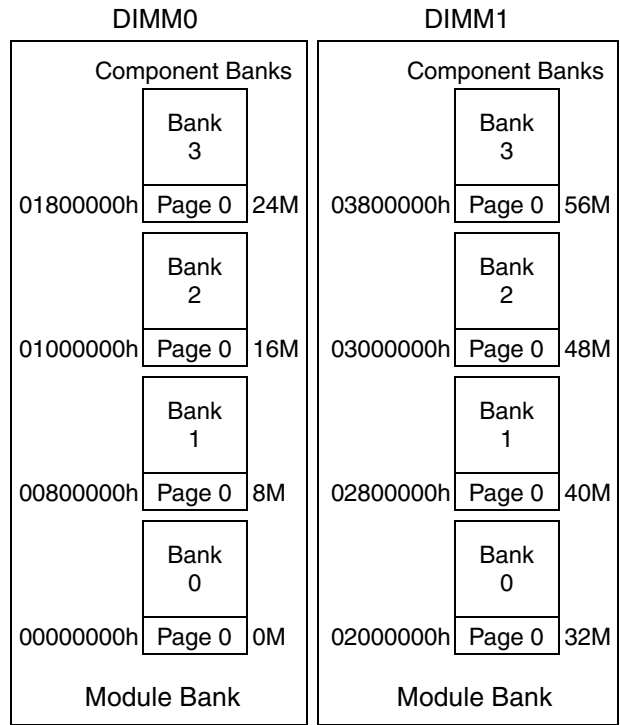 DIMM0
Component Banks
Bank
3
01800000h Page 0 24M
Bank
2
01000000h Page 0 16M
Bank
1
00800000h Page 0 8M
Bank
0
00000000h Page 0 0M
Module Bank
DIMM1
Component Banks
Bank
3
03800000h Page 0 56M
Bank
2
03000000h Page 0 48M
Bank
1
02800000h Page 0 40M
Bank
0
02000000h Page 0 32M
Module Bank